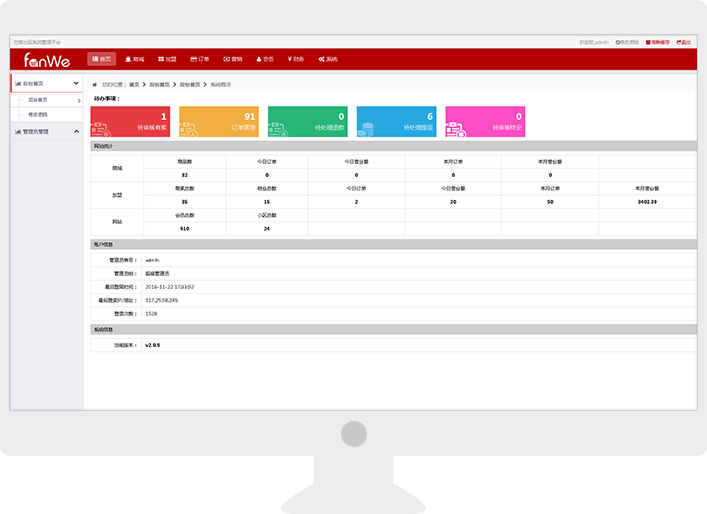 方维社区系统管理平台
欢迎您,admin 修改密码 清除缓存 退出
fanWe
首页 商城 加盟 订单 营销 会员 财务 系统
后台首页
您的位置： 首页 后台首页 后台首页 系统概况
后台首页
修改密码
管理员管理
待办事项：
1
待审核商家
91
订单管理
0
待处理退款
6
待处理提现
0
待审核物业
网站统计
商城
商品数 今日订单 今日营业额 本月订单 本月营业额
32 0 0 0 0
加盟
商家总数 物业总数 今日订单 今日营业额 本月订单 本月营业额
35 15 2 20 50 3402.39
网站
会员总数 小区总数
910 24
账户信息
管理员帐号： admin
管理员组： 超级管理员
最后登陆时间： 2016-11-22 17:33:52
最后登录IP/地址： 117.25.58.245
登录次数： 1528
系统信息
当前版本： v2.0.5